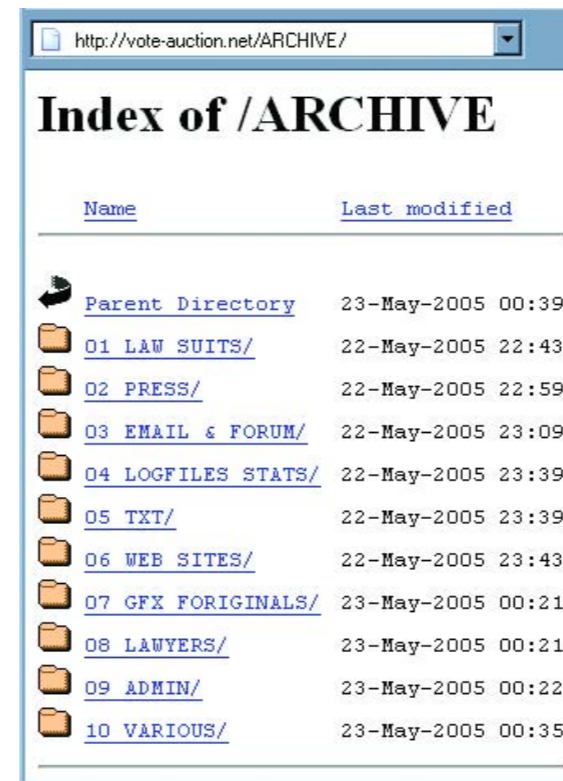 http://vote-auction.net/ARCHIVE/
Index of /ARCHIVE
Name Last modified
Parent Directory 23-May-2005 00:39
01 LAW SUITS/ 22-May-2005 22:43
02 PRESS/ 22-May-2005 22:59
03 EMAIL & FORUM/ 22-May-2005 23:09
04 LOGFILES STATS/ 22-May-2005 23:39
05 TXT/ 22-May-2005 23:39
06 WEB SITES/ 22-May-2005 23:43
07 GFX FORIGINALS/ 23-May-2005 00:21
08 LAWYERS/ 23-May-2005 00:21
09 ADMIN/ 23-May-2005 00:22
10 VARIOUS/ 23-May-2005 00:35